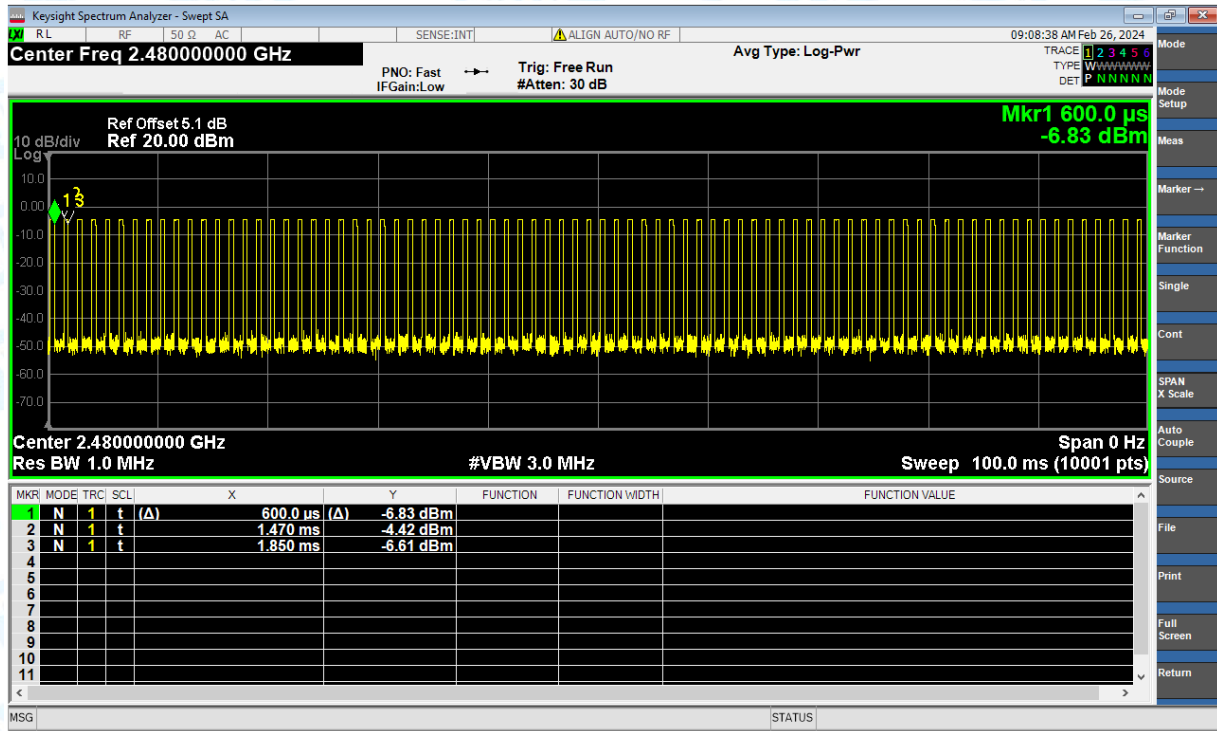 Keysight Spectrum Analyzer - Swept SA
LXI RL RF 50 Ω AC SENSE:INT ALIGN AUTO/NO RF 09:08:38 AM Feb 26, 2024
Center Freq 2.480000000 GHz
Avg Type: Log-Pwr
TRACE 1 2 3 4 5 6
TYPE WWWWWW
DET P NNNNN
PNO: Fast
IFGain:Low
Trig: Free Run
#Atten: 30 dB
Mkr1 600.0 µs
-6.83 dBm
Ref Offset 5.1 dB
10 dB/div Ref 20.00 dBm
Log
10.0
0.00
-10.0
-20.0
-30.0
-40.0
-50.0
-60.0
-70.0
1 2 3
Center 2.480000000 GHz Span 0 Hz
Res BW 1.0 MHz #VBW 3.0 MHz Sweep 100.0 ms (10001 pts)
MKR MODE TRC SCL X Y FUNCTION FUNCTION WIDTH FUNCTION VALUE
1 N 1 t (Δ) 600.0 µs (Δ) -6.83 dBm
2 N 1 t 1.470 ms -4.42 dBm
3 N 1 t 1.850 ms -6.61 dBm
4
5
6
7
8
9
10
11
MSG STATUS
Mode
Mode
Setup
Meas
Marker →
Marker
Function
Single
Cont
SPAN
X Scale
Auto
Couple
Source
File
Print
Full
Screen
Return